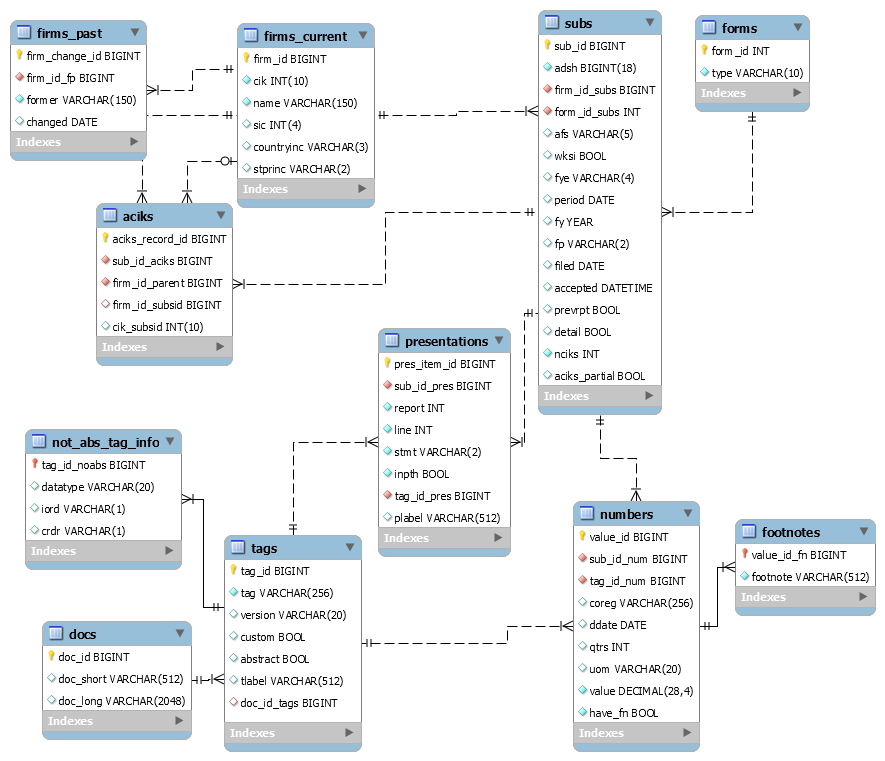 firms_past
firm_change_id BIGINT
firm_id_fp BIGINT
former VARCHAR(150)
changed DATE
Indexes
firms_current
firm_id BIGINT
cik INT(10)
name VARCHAR(150)
sic INT(4)
countryinc VARCHAR(3)
stprinc VARCHAR(2)
Indexes
subs
sub_id BIGINT
adsh BIGINT(18)
firm_id_subs BIGINT
form_id_subs INT
afs VARCHAR(5)
wksi BOOL
fye VARCHAR(4)
period DATE
fy YEAR
fp VARCHAR(2)
filed DATE
accepted DATETIME
prevrpt BOOL
detail BOOL
nciks INT
aciks_partial BOOL
Indexes
forms
form_id INT
type VARCHAR(10)
Indexes
aciks
aciks_record_id BIGINT
sub_id_aciks BIGINT
firm_id_parent BIGINT
firm_id_subsid BIGINT
cik_subsid INT(10)
Indexes
presentations
pres_item_id BIGINT
sub_id_pres BIGINT
report INT
line INT
stmt VARCHAR(2)
inpth BOOL
tag_id_pres BIGINT
plabel VARCHAR(512)
Indexes
not_abs_tag_info
tag_id_noabs BIGINT
datatype VARCHAR(20)
iord VARCHAR(1)
crdr VARCHAR(1)
Indexes
tags
tag_id BIGINT
tag VARCHAR(256)
version VARCHAR(20)
custom BOOL
abstract BOOL
tlabel VARCHAR(512)
doc_id_tags BIGINT
Indexes
docs
doc_id BIGINT
doc_short VARCHAR(512)
doc_long VARCHAR(2048)
Indexes
numbers
value_id BIGINT
sub_id_num BIGINT
tag_id_num BIGINT
coreg VARCHAR(256)
ddate DATE
qtrs INT
uom VARCHAR(20)
value DECIMAL(28,4)
have_fn BOOL
Indexes
footnotes
value_id_fn BIGINT
footnote VARCHAR(512)
Indexes